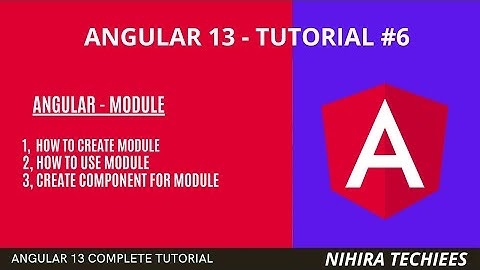 ANGULAR 13 - TUTORIAL #6
ANGULAR - MODULE
1, HOW TO CREATE MODULE
2, HOW TO USE MODULE
3, CREATE COMPONENT FOR MODULE
A
ANGULAR 13 COMPLETE TUTORIAL
NIHIRA TECHIEES